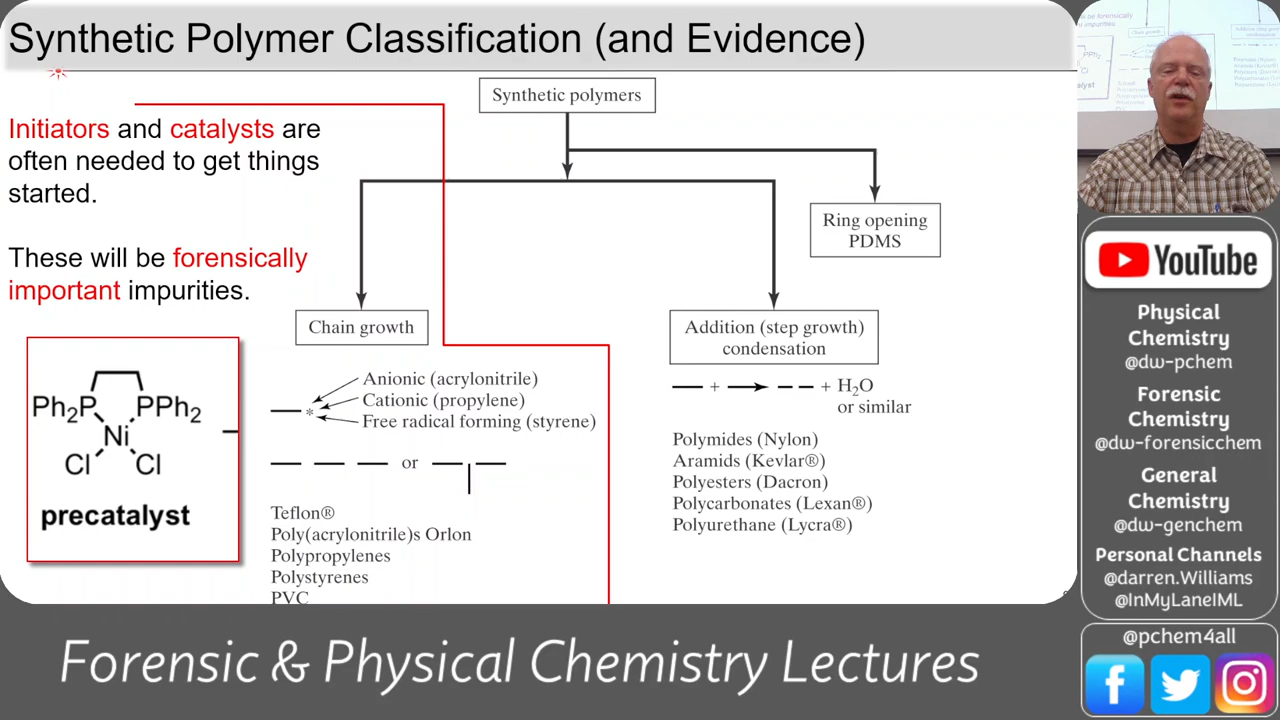 Synthetic Polymer Classification (and Evidence)
Initiators and catalysts are
often needed to get things
started.
These will be forensically
important impurities.
Ph2P
PPh2
Ni
Cl
Cl
precatalyst
Synthetic polymers
Ring opening
PDMS
Chain growth
*
Anionic (acrylonitrile)
Cationic (propylene)
Free radical forming (styrene)
or
Teflon®
Poly(acrylonitrile)s Orlon
Polypropylenes
Polystyrenes
PVC
Addition (step growth)
condensation
+ + H2O
or similar
Polymides (Nylon)
Aramids (Kevlar®)
Polyesters (Dacron)
Polycarbonates (Lexan®)
Polyurethane (Lycra®)
YouTube
Physical
Chemistry
@dw-pchem
Forensic
Chemistry
@dw-forensicchem
General
Chemistry
@dw-genchem
Personal Channels
@darren.Williams
@InMyLaneIML
@pchem4all
Forensic & Physical Chemistry Lectures